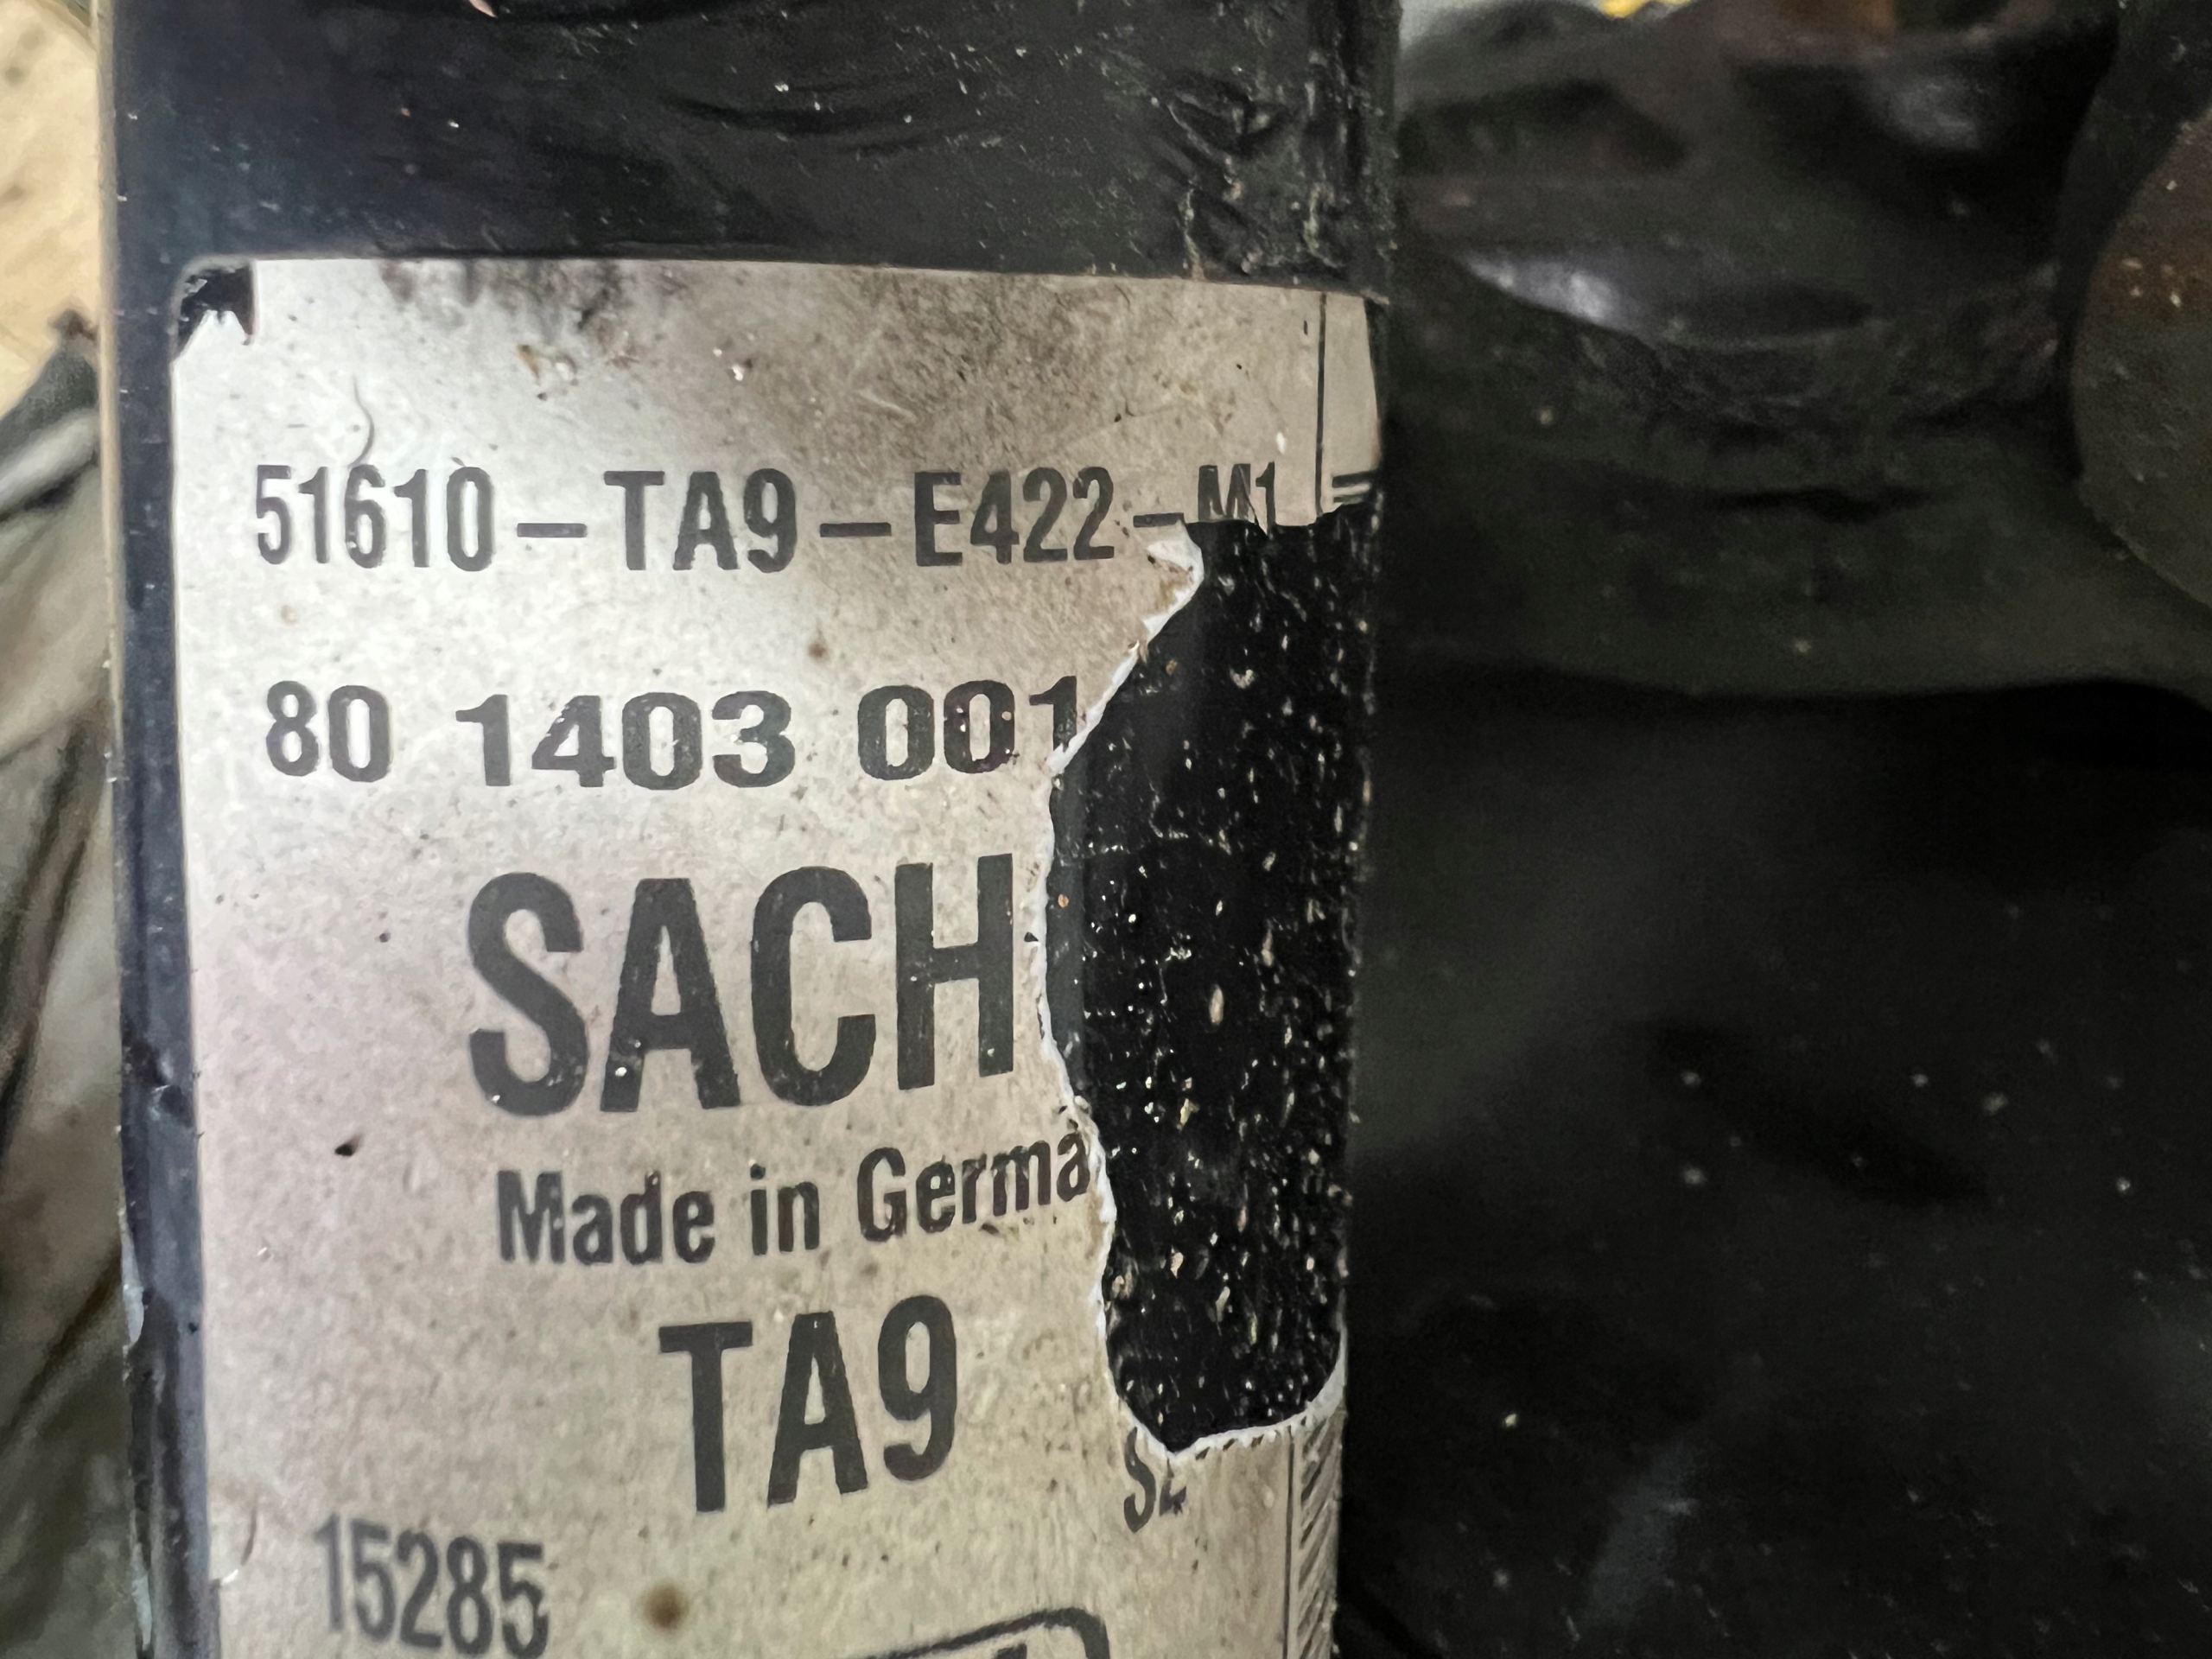 51610-TA9-E422-M1
80 1403 001
SACH
Made in Germa
TA9
15285